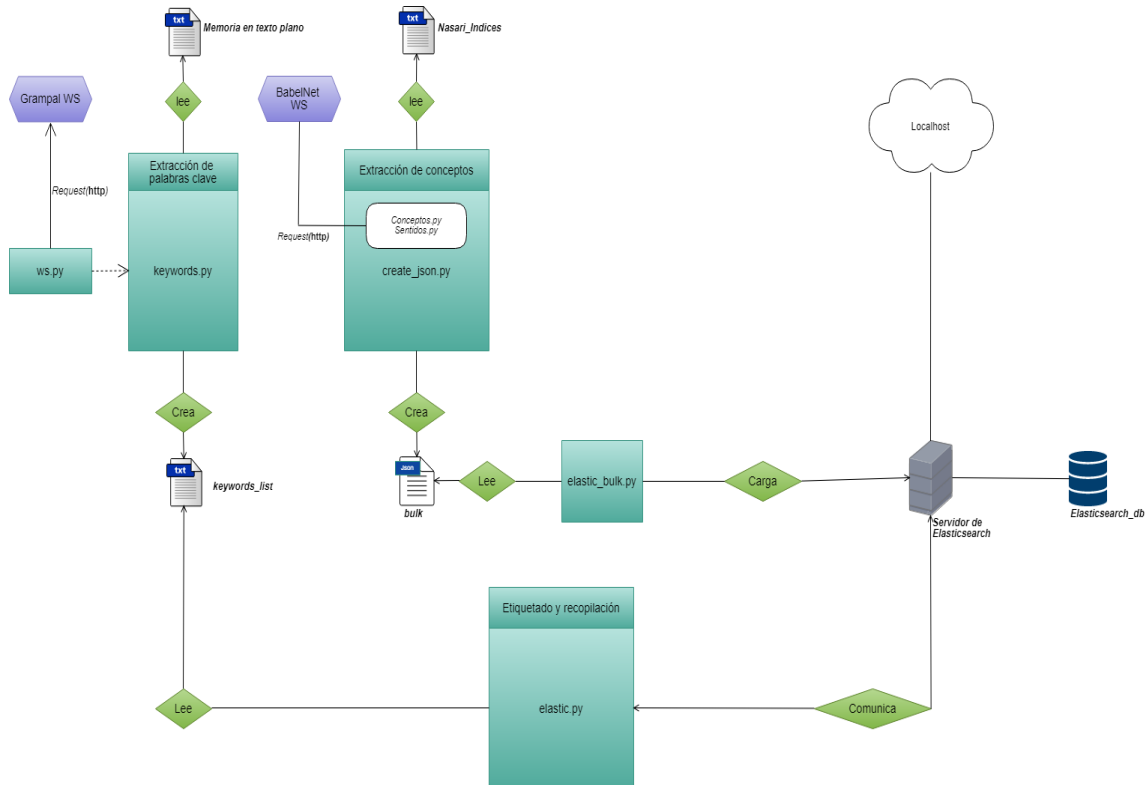 txt
Memoria en texto plano
txt
Nasari_Indices
Grampal WS
lee
BabelNet
WS
lee
Localhost
Extracción de
palabras clave
Extracción de conceptos
Request(http)
Conceptos.py
Sentidos.py
Request(http)
ws.py
keywords.py
create_json.py
Crea
Crea
txt
keywords_list
Json
bulk
Lee
elastic_bulk.py
Carga
Servidor de
Elasticsearch
Elasticsearch_db
Etiquetado y recopilación
Lee
elastic.py
Comunica